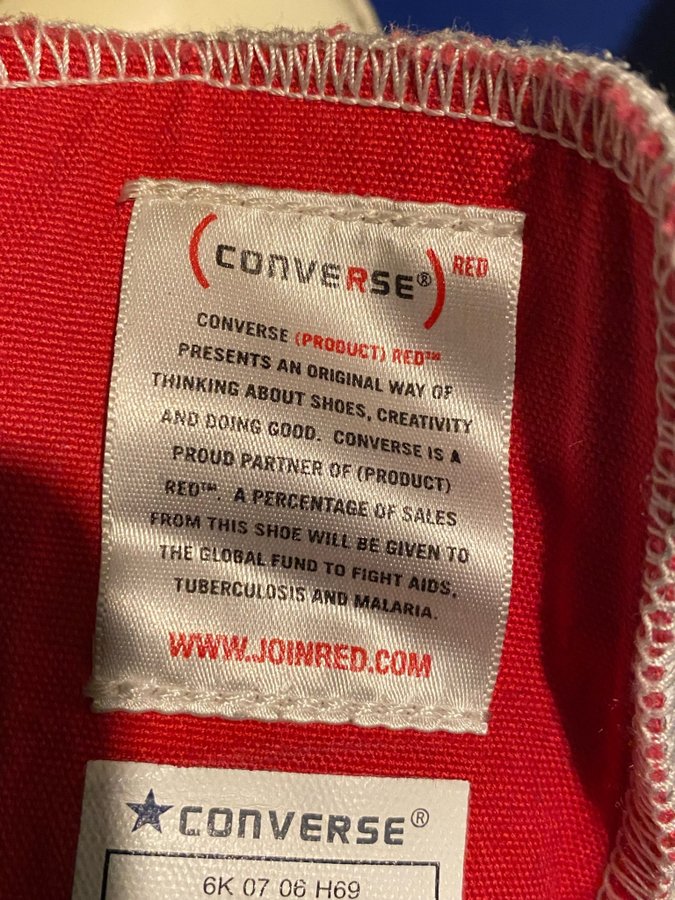 (CONVERSE®) RED
CONVERSE (PRODUCT) RED™
PRESENTS AN ORIGINAL WAY OF
THINKING ABOUT SHOES, CREATIVITY
AND DOING GOOD. CONVERSE IS A
PROUD PARTNER OF (PRODUCT)
RED™. A PERCENTAGE OF SALES
FROM THIS SHOE WILL BE GIVEN TO
THE GLOBAL FUND TO FIGHT AIDS,
TUBERCULOSIS AND MALARIA.
WWW.JOINRED.COM
★CONVERSE®
6K 07 06 H69